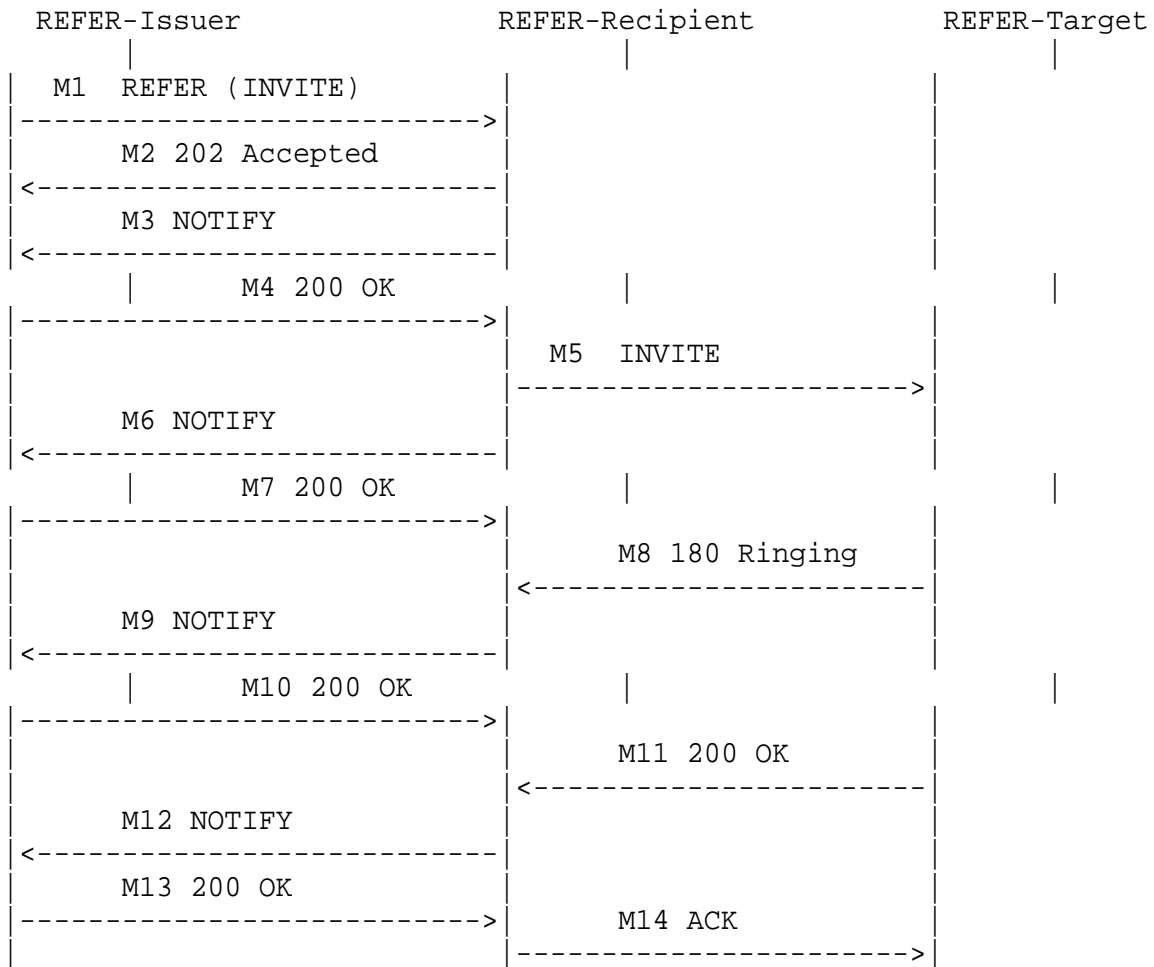 REFER-Issuer REFER-Recipient REFER-Target
M1 REFER (INVITE)
M2 202 Accepted
M3 NOTIFY
M4 200 OK
M5 INVITE
M6 NOTIFY
M7 200 OK
M8 180 Ringing
M9 NOTIFY
M10 200 OK
M11 200 OK
M12 NOTIFY
M13 200 OK
M14 ACK